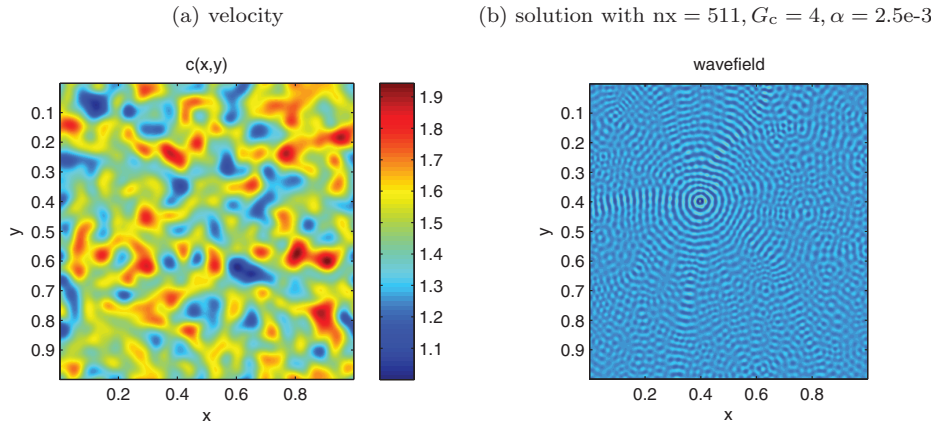 (a) velocity
(b) solution with nx = 511, G_c = 4, α = 2.5e-3
c(x,y)
0.1
0.2
0.3
0.4
0.5
0.6
0.7
0.8
0.9
y
0.2 0.4 0.6 0.8
x
1.9
1.8
1.7
1.6
1.5
1.4
1.3
1.2
1.1
wavefield
0.1
0.2
0.3
0.4
0.5
0.6
0.7
0.8
0.9
y
0.2 0.4 0.6 0.8
x